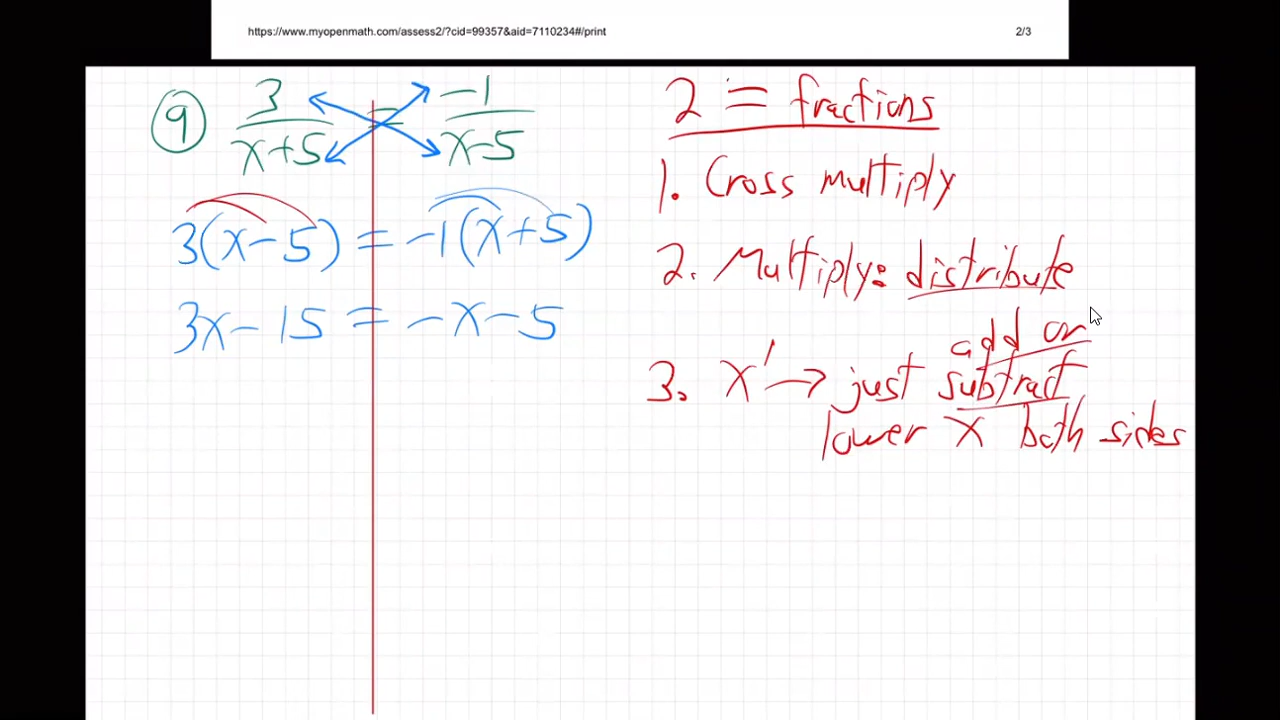 https://www.myopenmath.com/assess2/?cid=99357&aid=7110234#/print 2/3
9 3/(x+5) = -1/(x-5)
3(x-5) = -1(x+5)
3x-15 = -x-5
2 = fractions
1. Cross multiply
2. Multiply: distribute
add or
3. x' → just subtract
lower x both sides